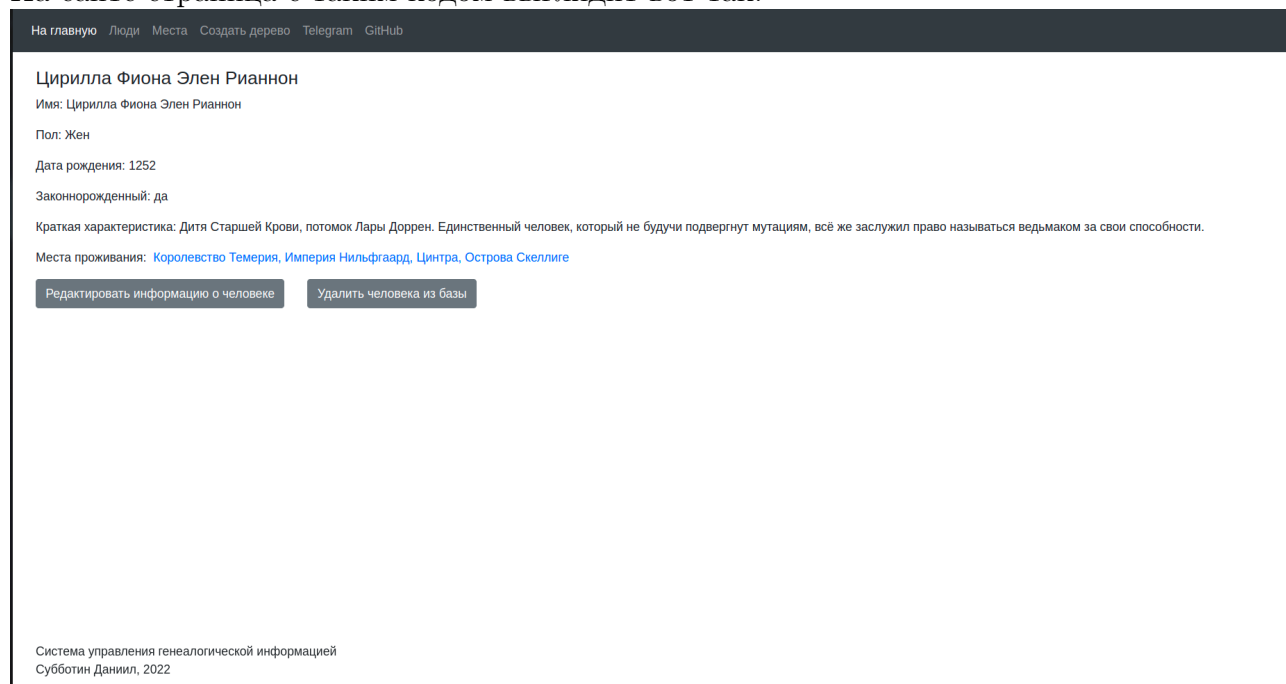 На главную Люди Места Создать дерево Telegram GitHub
Цирилла Фиона Элен Рианнон
Имя: Цирилла Фиона Элен Рианнон
Пол: Жен
Дата рождения: 1252
Законнорожденный: да
Краткая характеристика: Дитя Старшей Крови, потомок Лары Доррен. Единственный человек, который не будучи подвергнут мутациям, всё же заслужил право называться ведьмаком за свои способности.
Места проживания: Королевство Темерия, Империя Нильфгаард, Цинтра, Острова Скеллиге
Редактировать информацию о человеке Удалить человека из базы
Система управления генеалогической информацией
Субботин Даниил, 2022